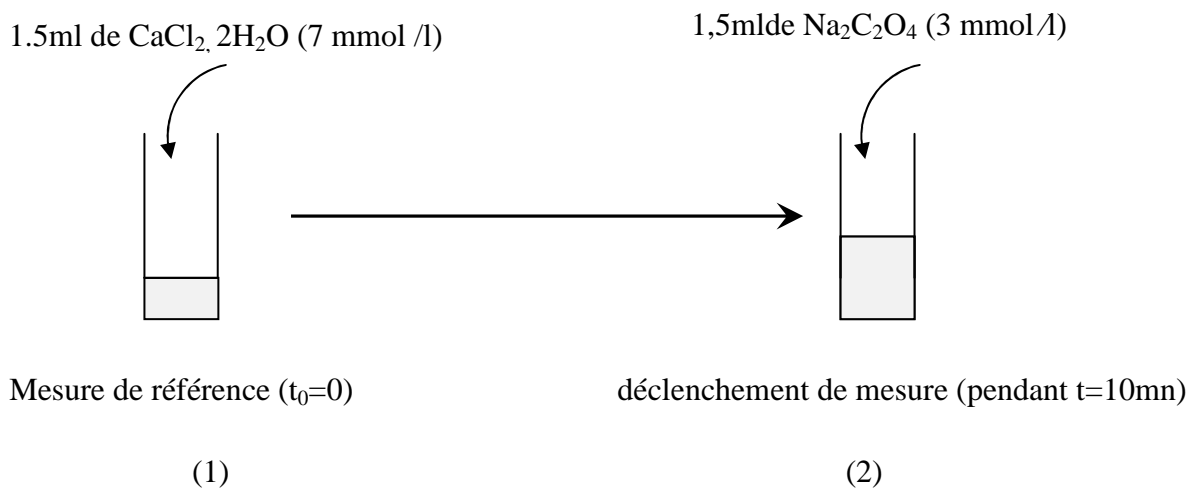 1.5ml de CaCl₂, 2H₂O (7 mmol /l)
1,5mlde Na₂C₂O₄ (3 mmol/l)
Mesure de référence (t₀=0)
déclenchement de mesure (pendant t=10mn)
(1)
(2)